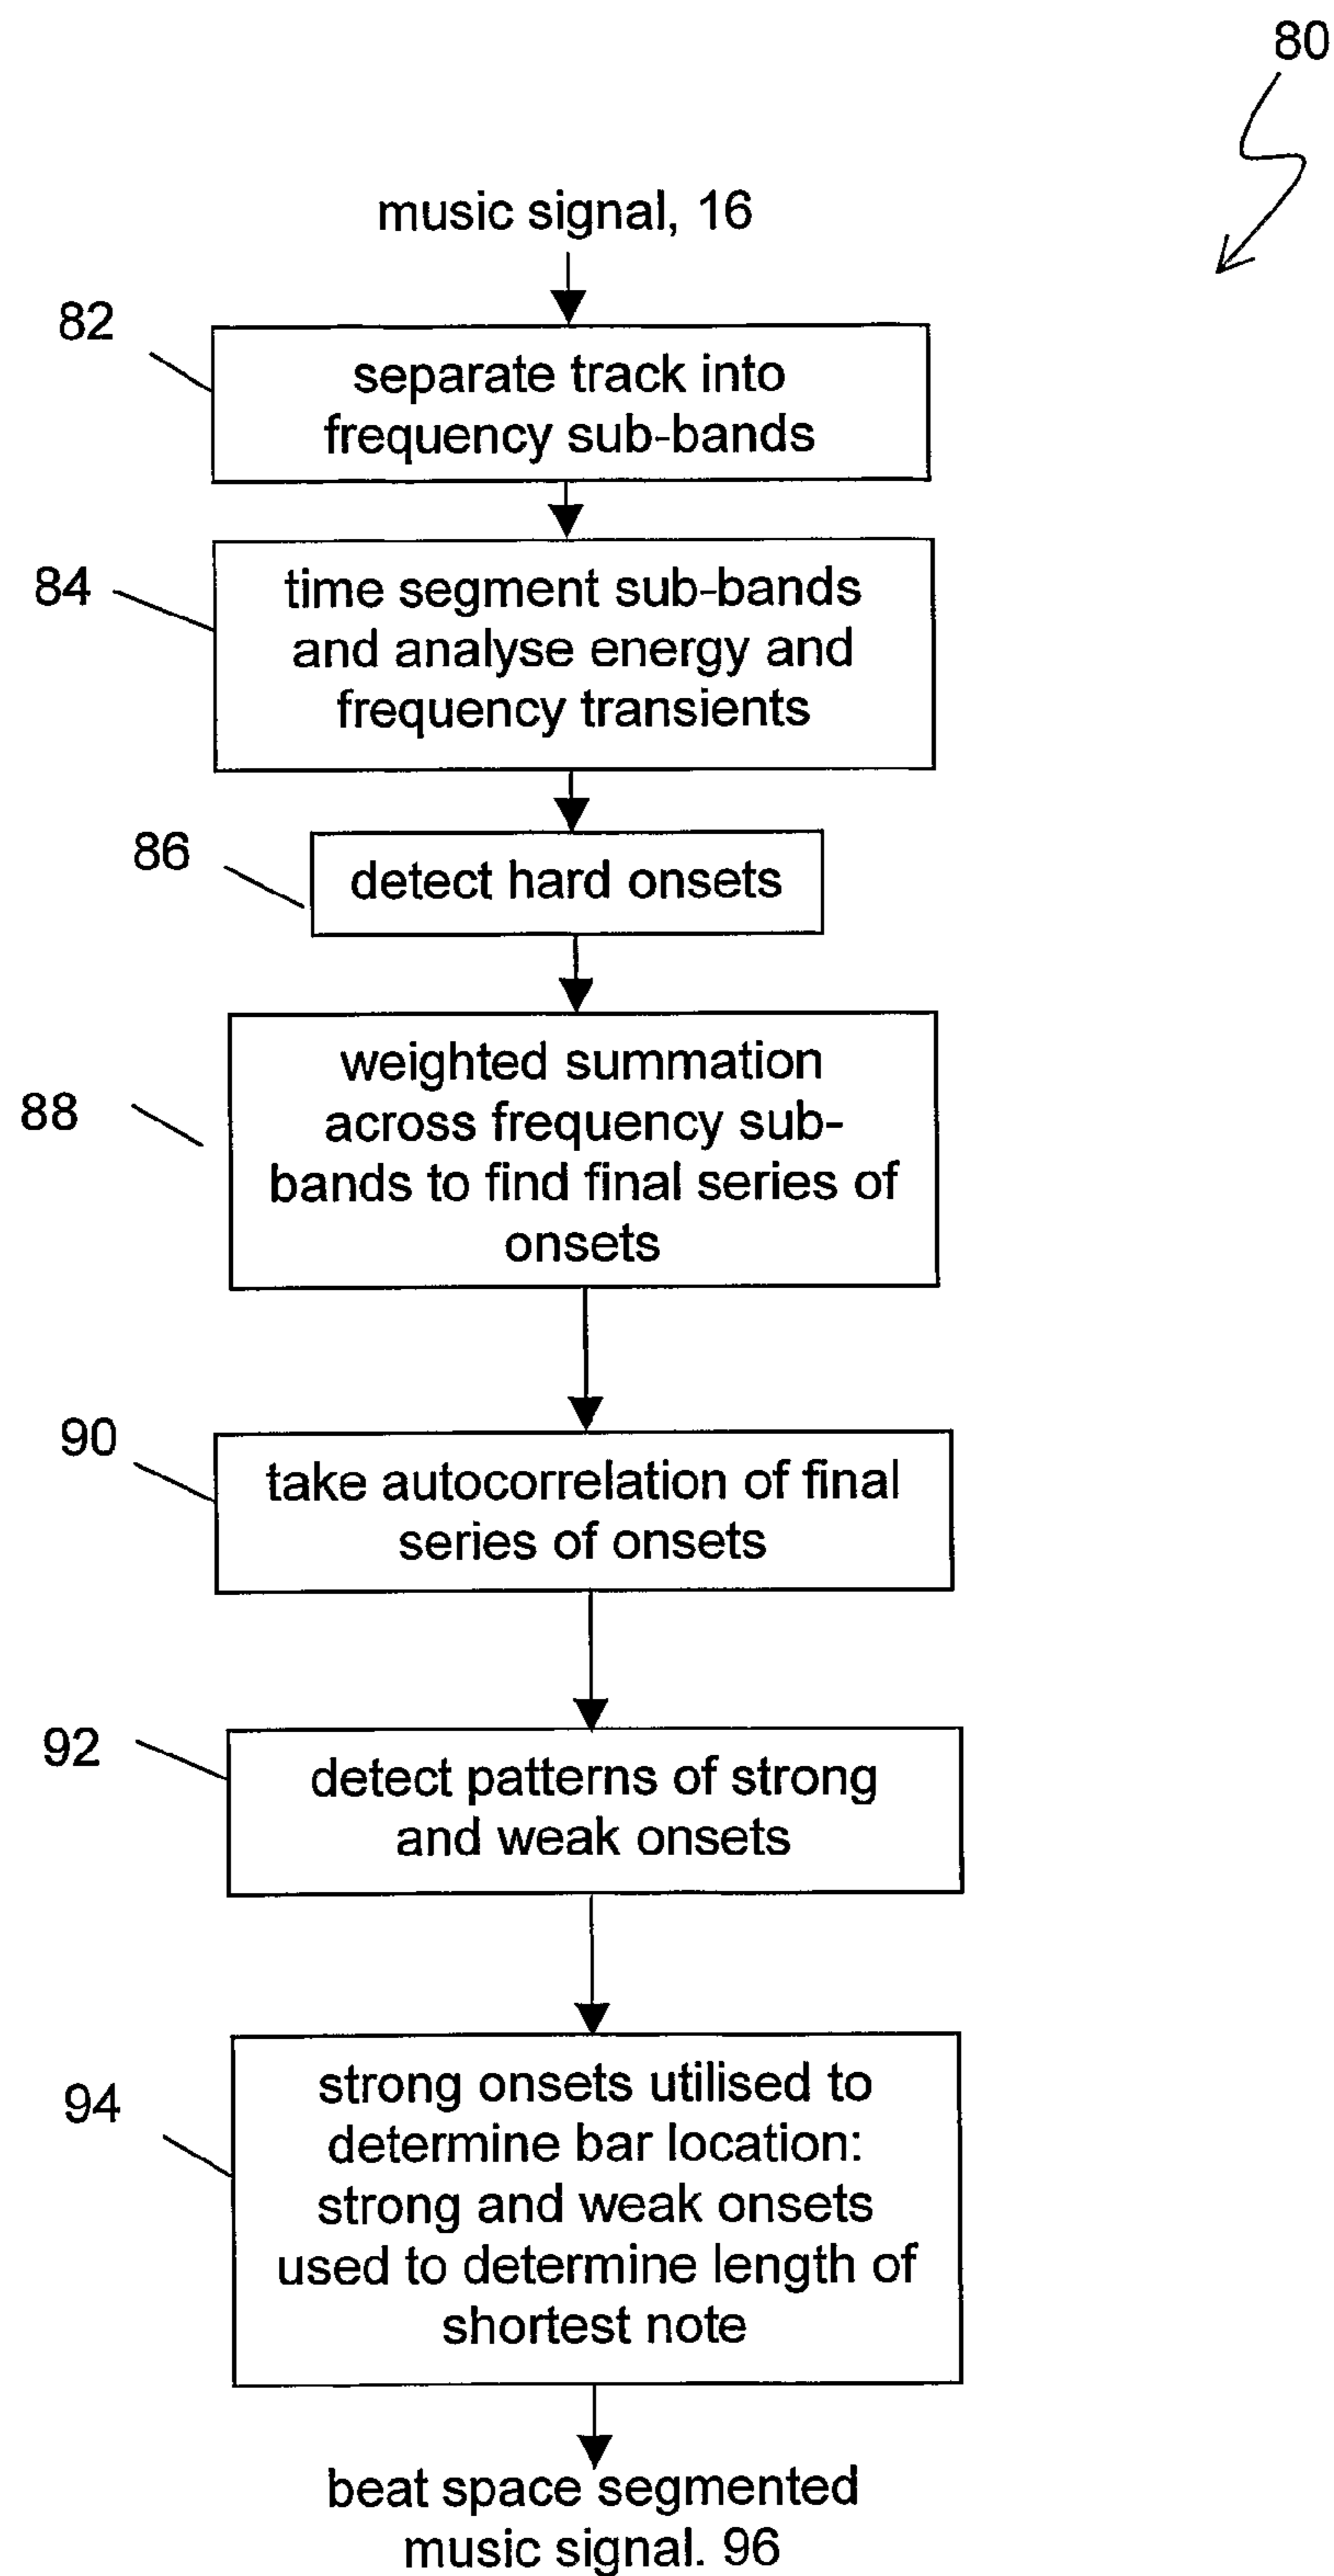 80
music signal, 16
82
separate track into
frequency sub-bands
84
time segment sub-bands
and analyse energy and
frequency transients
86
detect hard onsets
88
weighted summation
across frequency sub-
bands to find final series of
onsets
90
take autocorrelation of final
series of onsets
92
detect patterns of strong
and weak onsets
94
strong onsets utilised to
determine bar location:
strong and weak onsets
used to determine length of
shortest note
beat space segmented
music signal. 96